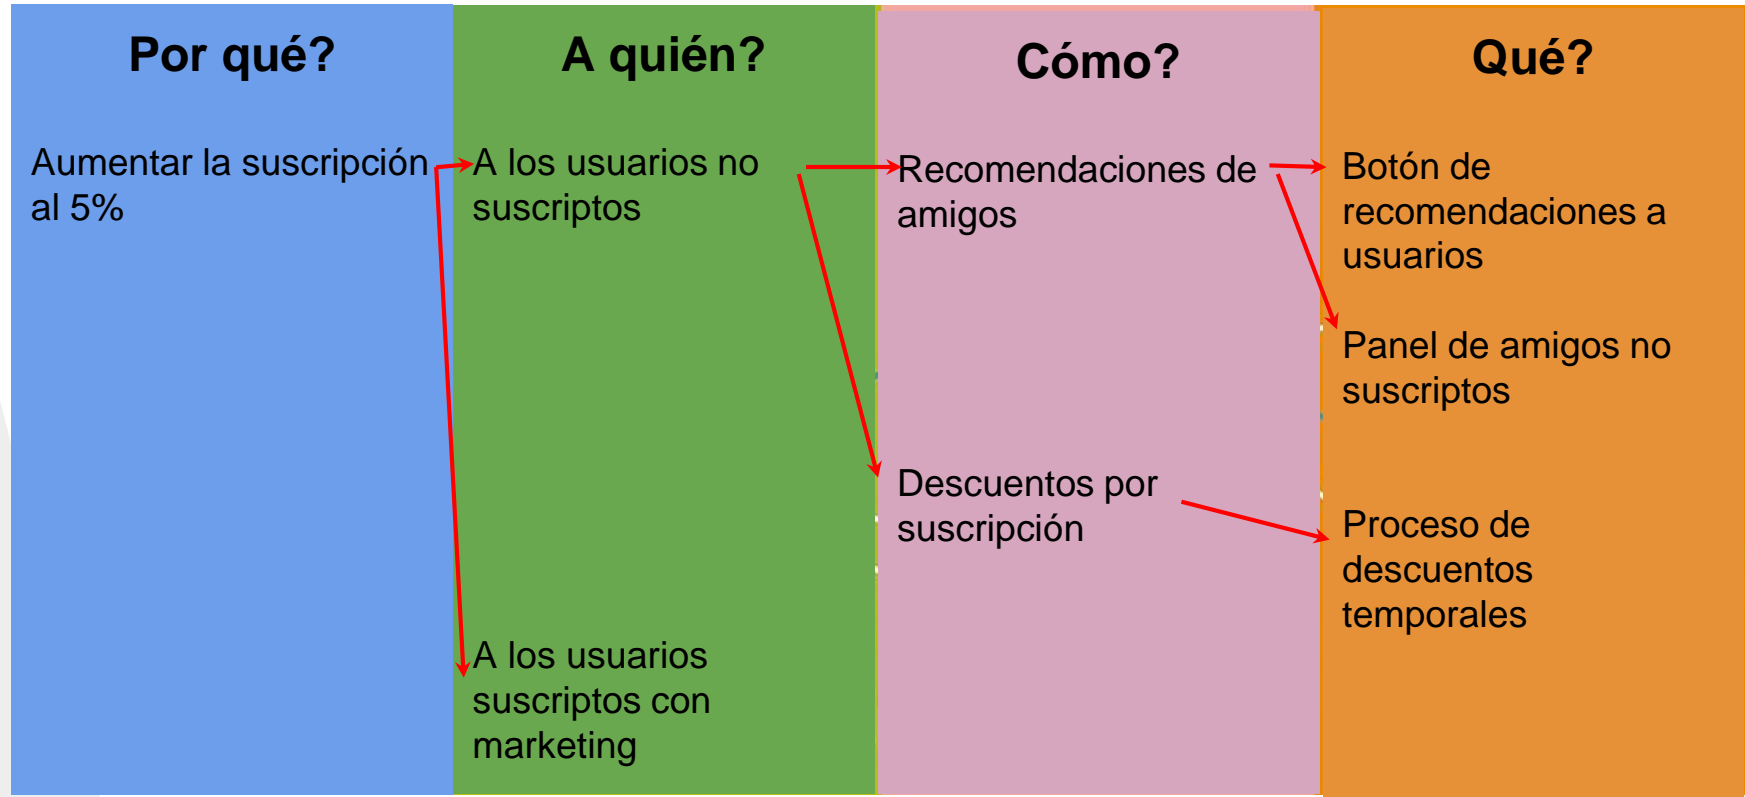 Por qué?
Aumentar la suscripción
al 5%
A quién?
A los usuarios no
suscriptos
A los usuarios
suscriptos con
marketing
Cómo?
Recomendaciones de
amigos
Descuentos por
suscripción
Qué?
Botón de
recomendaciones a
usuarios
Panel de amigos no
suscriptos
Proceso de
descuentos
temporales